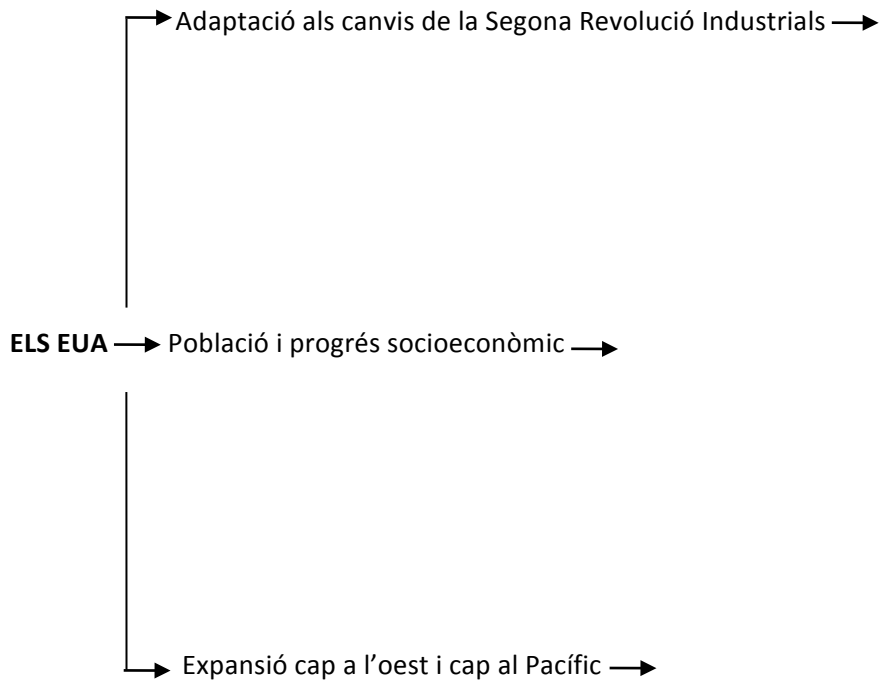 Adaptació als canvis de la Segona Revolució Industrials
ELS EUA Població i progrés socioeconòmic
Expansió cap a l’oest i cap al Pacífic